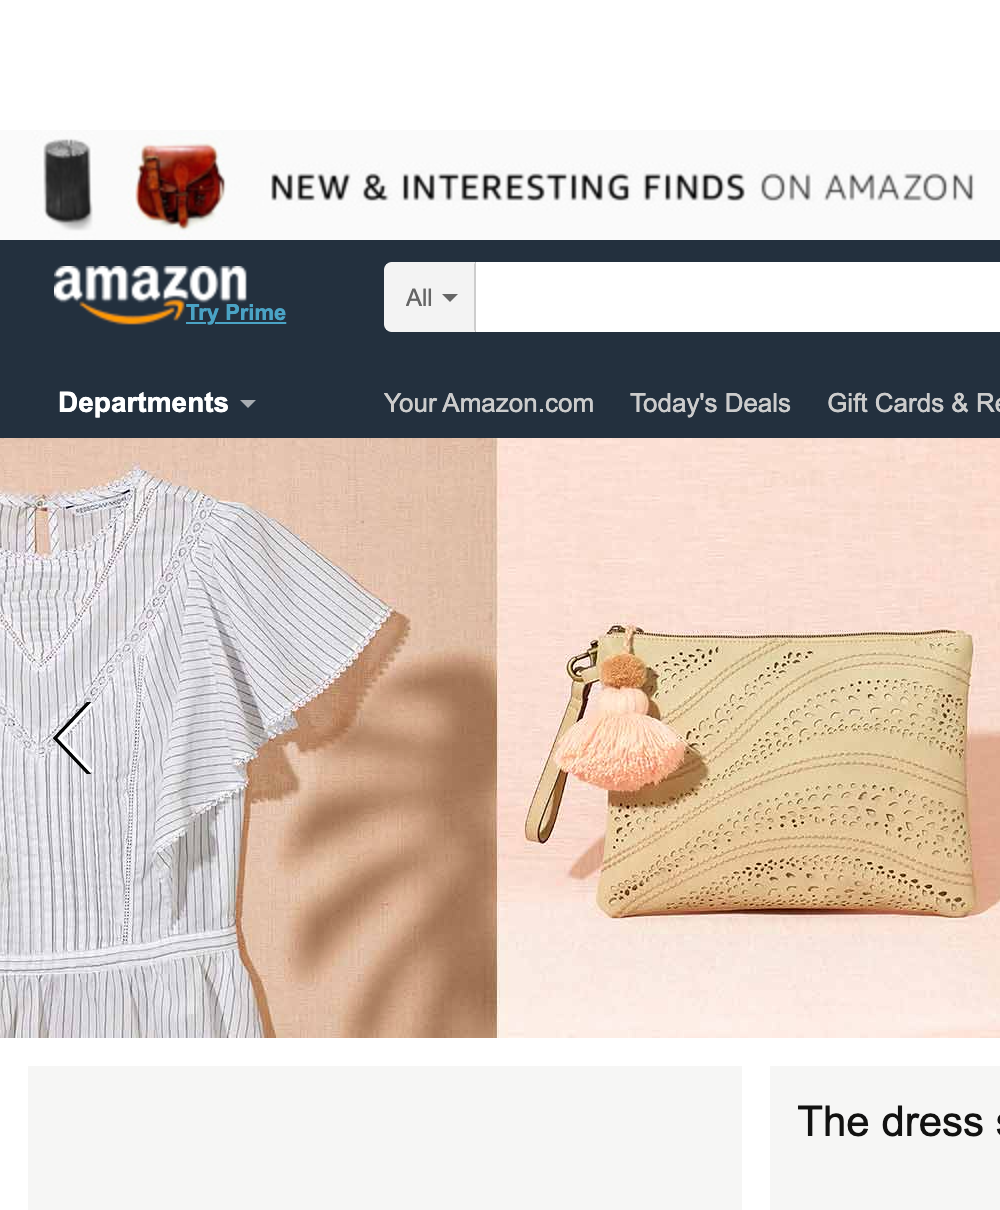 NEW & INTERESTING FINDS ON AMAZON
amazon
Try Prime
All
Departments
Your Amazon.com
Today's Deals
Gift Cards & Re
The dress s